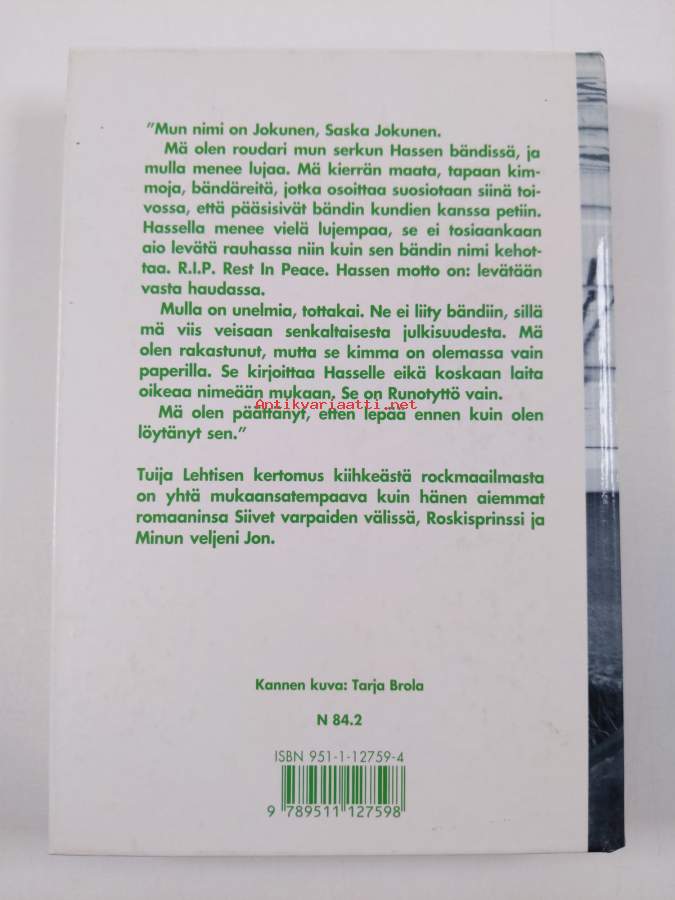 ”Mun nimi on Jokunen, Saska Jokunen.
Mä olen roudari mun serkun Hassen bändissä, ja
mulla menee lujaa. Mä kierrän maata, tapaan kim-
moja, bändäreitä, jotka osoittaa suosiotaan siinä toi-
vossa, että pääsisivät bändin kundien kanssa petiin.
Hassella menee vielä lujempaa, se ei tosiaankaan
aio levätä rauhassa niin kuin sen bändin nimi kehot-
taa. R.I.P. Rest In Peace. Hassen motto on: levätään
vasta haudassa.
Mulla on unelmia, tottakai. Ne ei liity bändiin, sillä
mä viis veisaan senkaltaisesta julkisuudesta. Mä
olen rakastunut, mutta se kimma on olemassa vain
paperilla. Se kirjoittaa Hasselle eikä koskaan laita
oikeaa nimeään mukaan. Se on Runotyttö vain.
Antikvariaatti.net
Mä olen päättänyt, etten lepää ennen kuin olen
löytänyt sen.”
Tuija Lehtisen kertomus kiihkeästä rockmaailmasta
on yhtä mukaansatempaava kuin hänen aiemmat
romaaninsa Siivet varpaiden välissä, Roskisprinssi ja
Minun veljeni Jon.
Kannen kuva: Tarja Brola
N 84.2
ISBN 951-1-12759-4
9 789511 127598